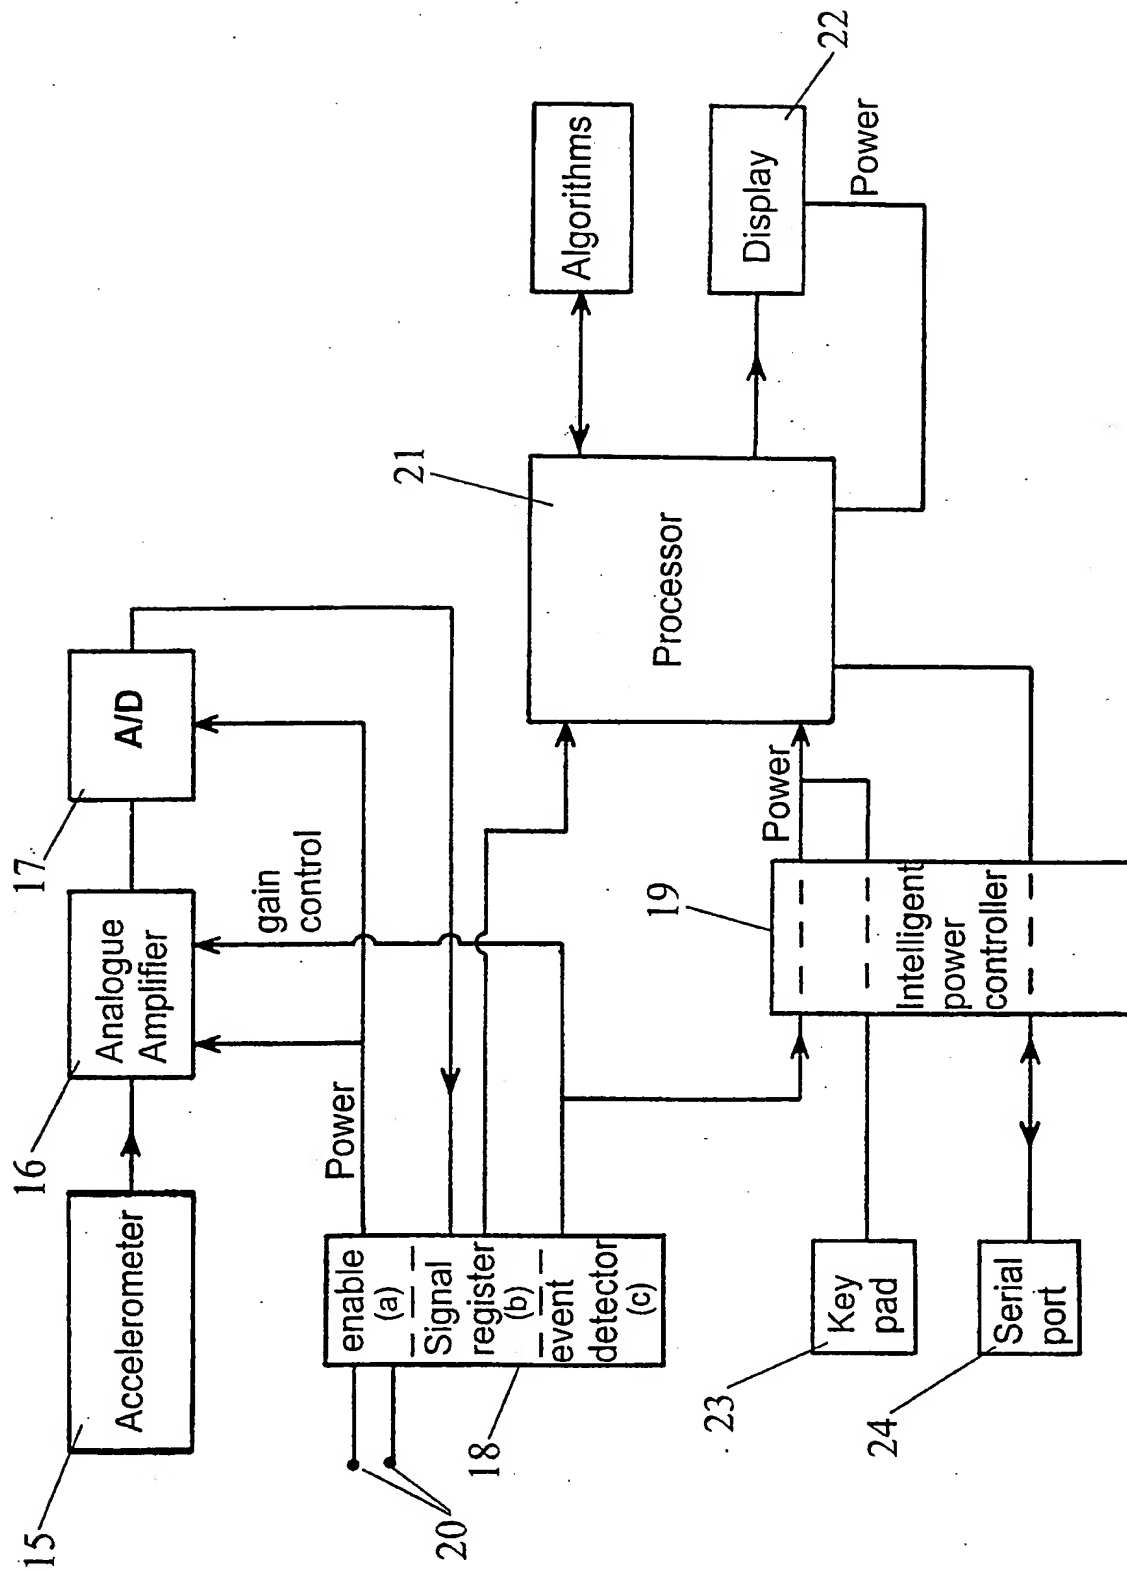 15
Accelerometer
16
Analogue
Amplifier
17
A/D
gain
control
Power
enable
(a)
Signal
register
(b)
event
detector
(c)
18
20
21
Processor
Algorithms
Display
22
Power
Power
19
Intelligent
power
controller
Key
pad
23
Serial
port
24